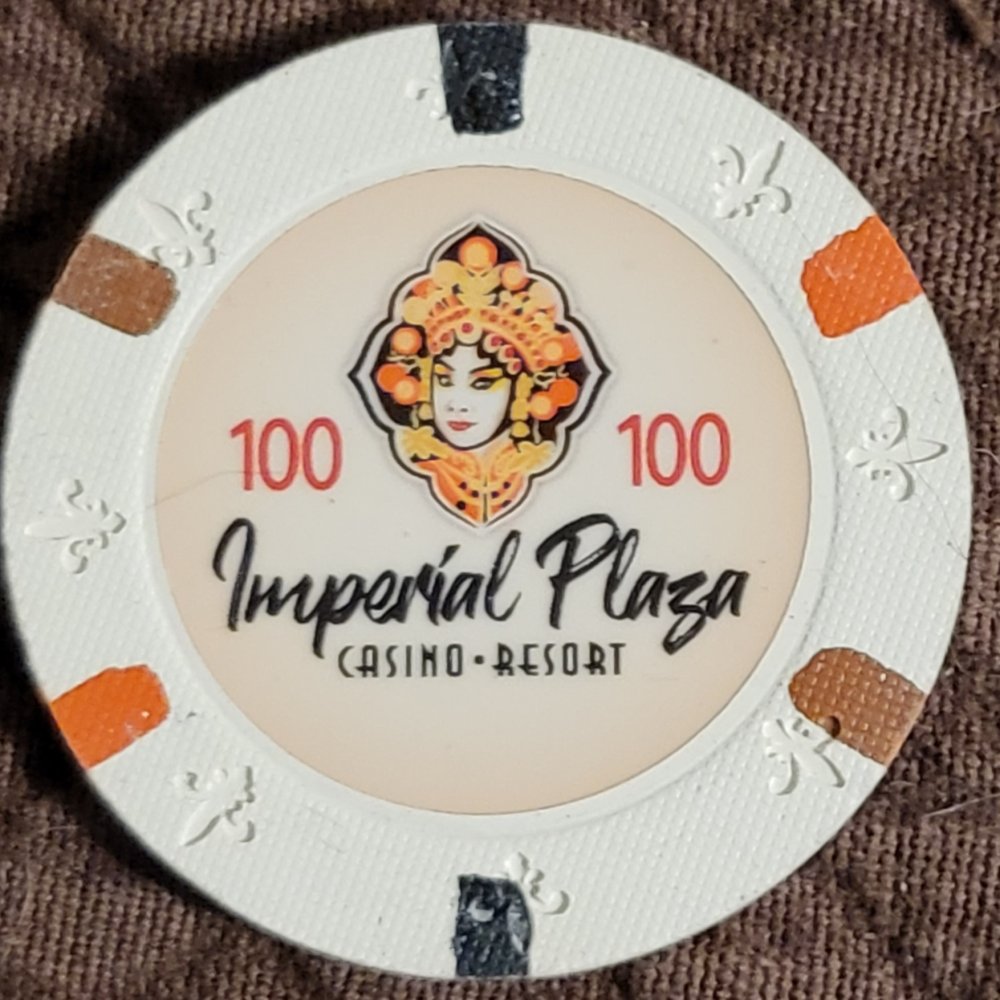 100 100
Imperial Plaza
CASINO • RESORT